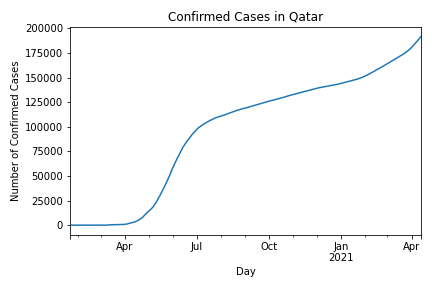 Confirmed Cases in Qatar
Number of Confirmed Cases
200000
175000
150000
125000
100000
75000
50000
25000
0
Apr
Jul
Oct
Jan
2021
Apr
Day